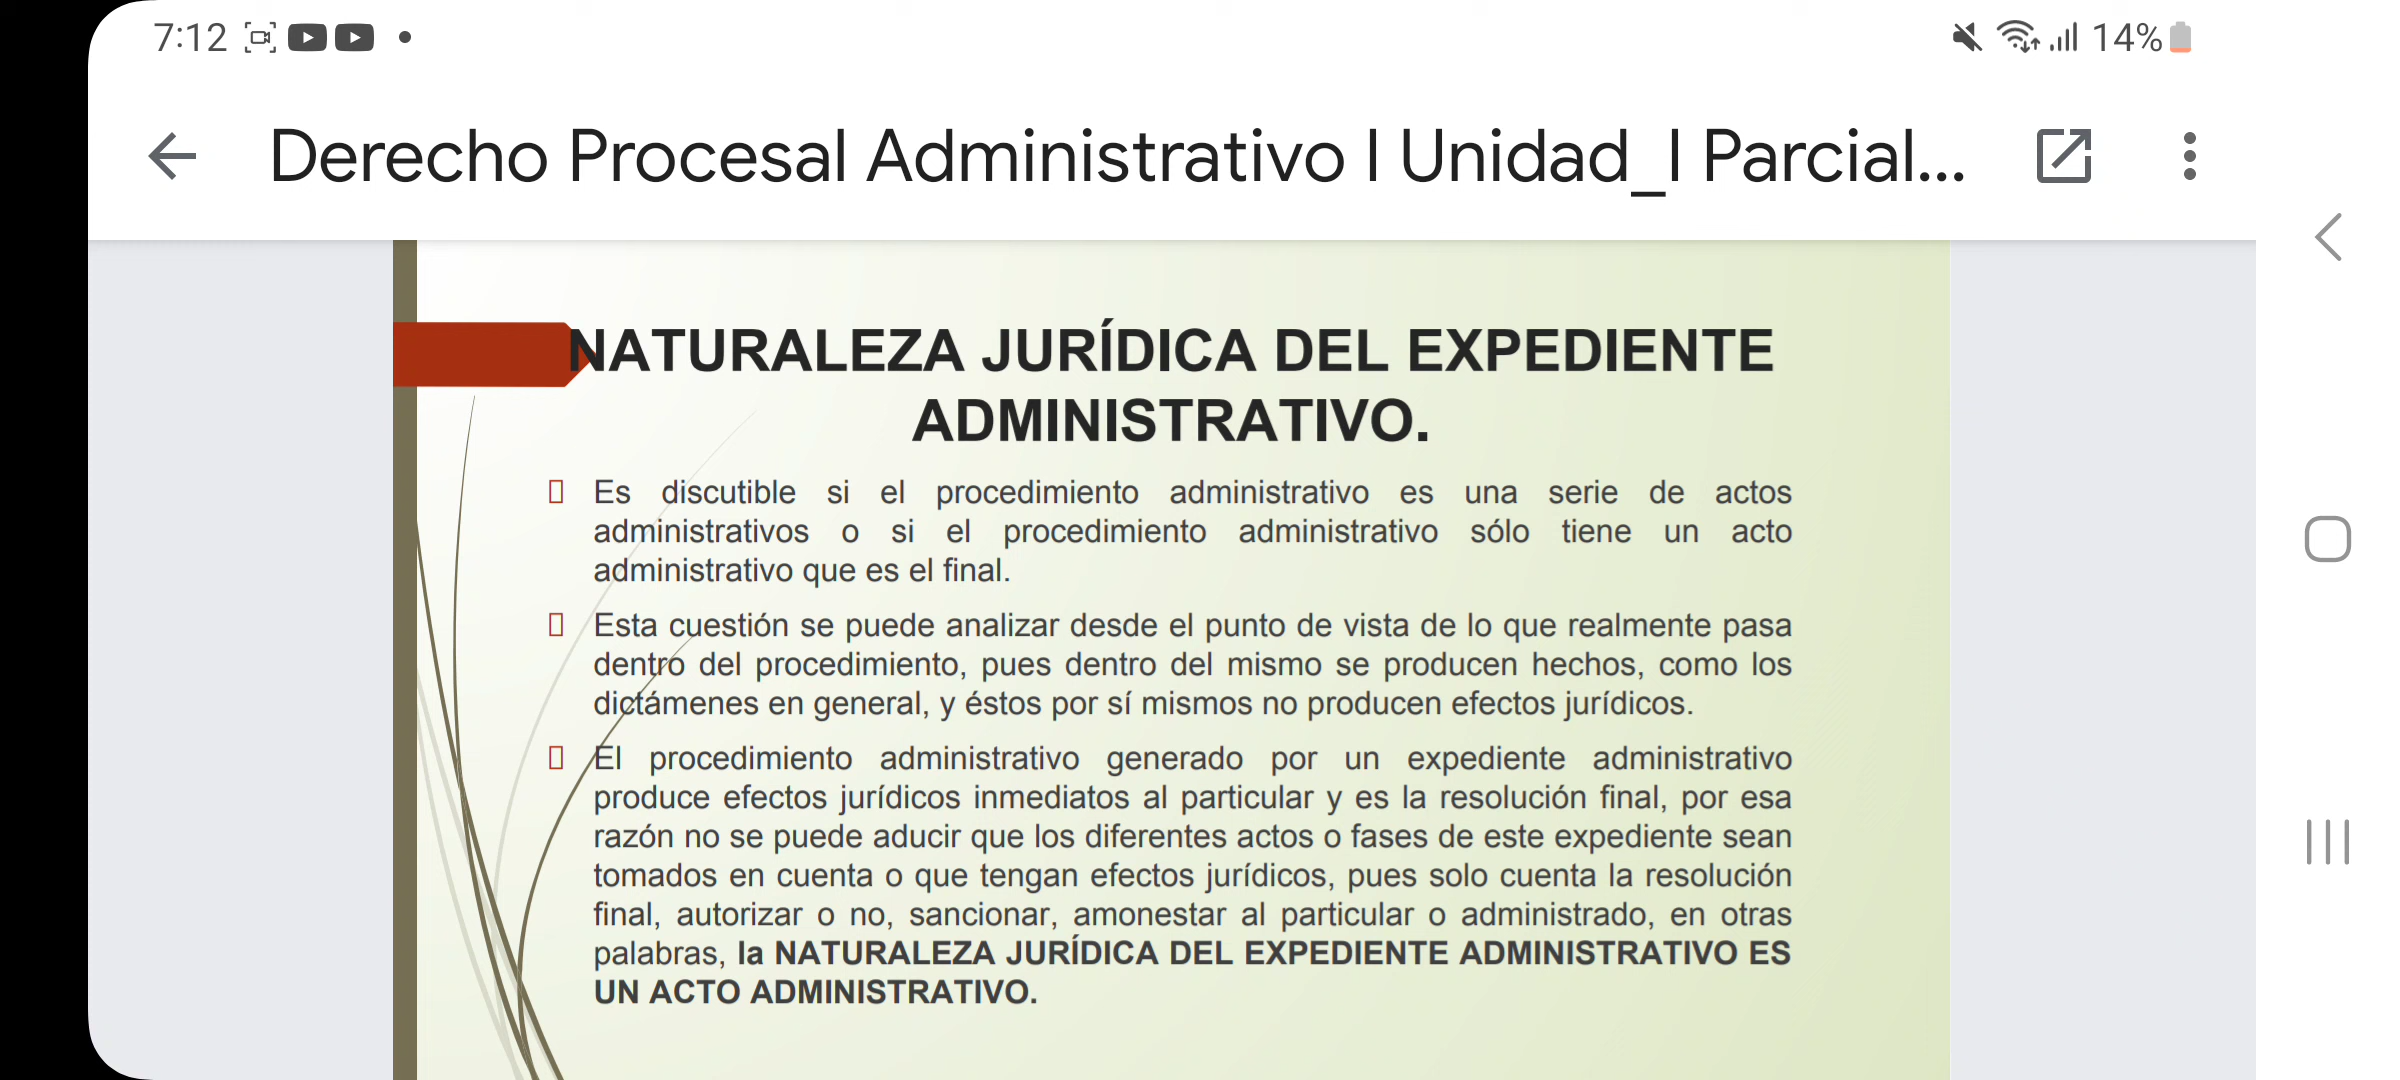 7:12
14%
Derecho Procesal Administrativo I Unidad_I Parcial...
NATURALEZA JURÍDICA DEL EXPEDIENTE
ADMINISTRATIVO.
Es discutible si el procedimiento administrativo es una serie de actos
administrativos o si el procedimiento administrativo sólo tiene un acto
administrativo que es el final.
Esta cuestión se puede analizar desde el punto de vista de lo que realmente pasa
dentro del procedimiento, pues dentro del mismo se producen hechos, como los
dictámenes en general, y éstos por sí mismos no producen efectos jurídicos.
El procedimiento administrativo generado por un expediente administrativo
produce efectos jurídicos inmediatos al particular y es la resolución final, por esa
razón no se puede aducir que los diferentes actos o fases de este expediente sean
tomados en cuenta o que tengan efectos jurídicos, pues solo cuenta la resolución
final, autorizar o no, sancionar, amonestar al particular o administrado, en otras
palabras, la NATURALEZA JURÍDICA DEL EXPEDIENTE ADMINISTRATIVO ES
UN ACTO ADMINISTRATIVO.